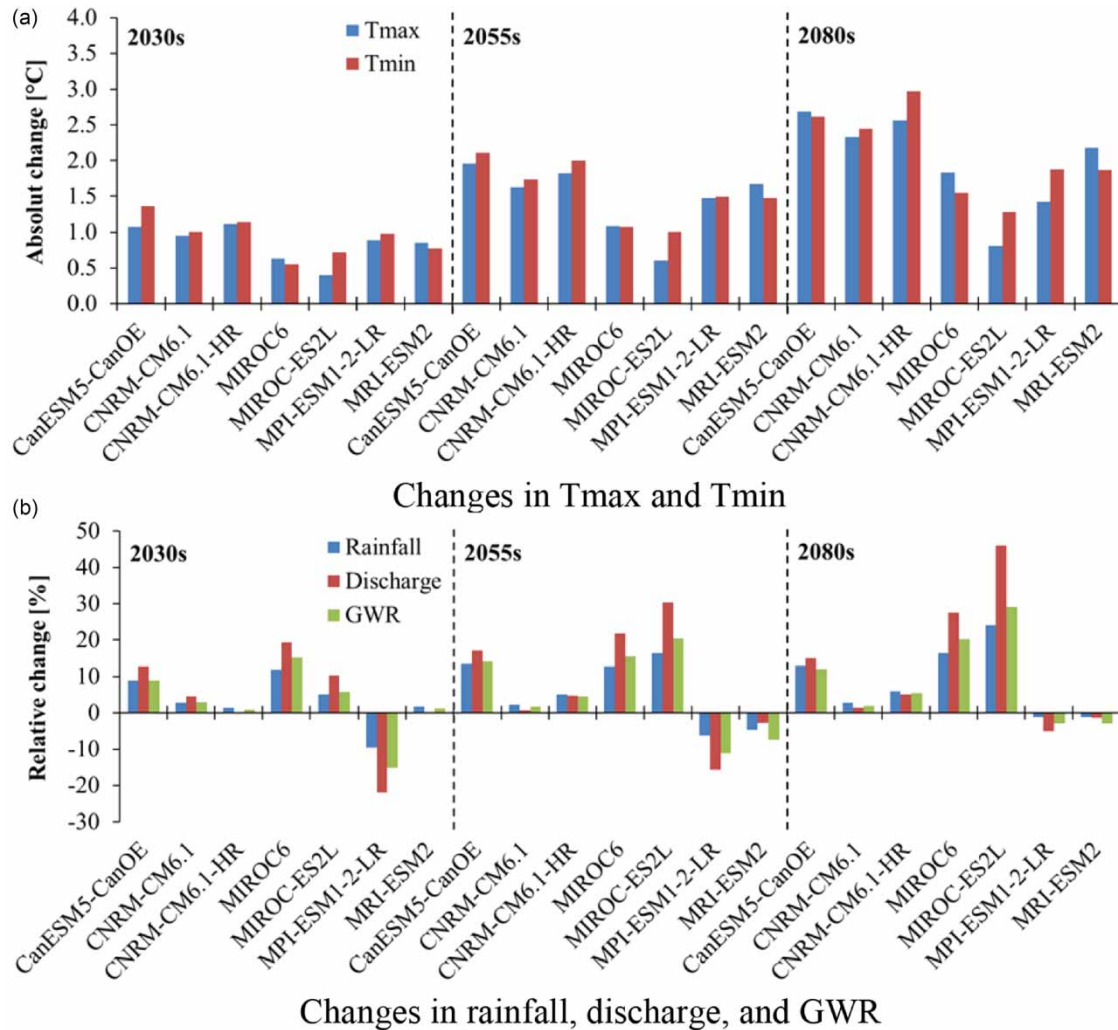 (a)
Absolut change [°C]
4.0
3.5
3.0
2.5
2.0
1.5
1.0
0.5
0.0
2030s
Tmax
Tmin
2055s
2080s
CanESM5-CanOE
CNRM-CM6.1
CNRM-CM6.1-HR
MIROC6
MIROC-ES2L
MPI-ESM1-2-LR
MRI-ESM2
CanESM5-CanOE
CNRM-CM6.1
CNRM-CM6.1-HR
MIROC6
MIROC-ES2L
MPI-ESM1-2-LR
MRI-ESM2
CanESM5-CanOE
CNRM-CM6.1
CNRM-CM6.1-HR
MIROC6
MIROC-ES2L
MPI-ESM1-2-LR
MRI-ESM2
Changes in Tmax and Tmin
(b)
Relative change [%]
50
40
30
20
10
0
-10
-20
-30
2030s
Rainfall
Discharge
GWR
2055s
2080s
CanESM5-CanOE
CNRM-CM6.1
CNRM-CM6.1-HR
MIROC6
MIROC-ES2L
MPI-ESM1-2-LR
MRI-ESM2
CanESM5-CanOE
CNRM-CM6.1
CNRM-CM6.1-HR
MIROC6
MIROC-ES2L
MPI-ESM1-2-LR
MRI-ESM2
CanESM5-CanOE
CNRM-CM6.1
CNRM-CM6.1-HR
MIROC6
MIROC-ES2L
MPI-ESM1-2-LR
MRI-ESM2
Changes in rainfall, discharge, and GWR